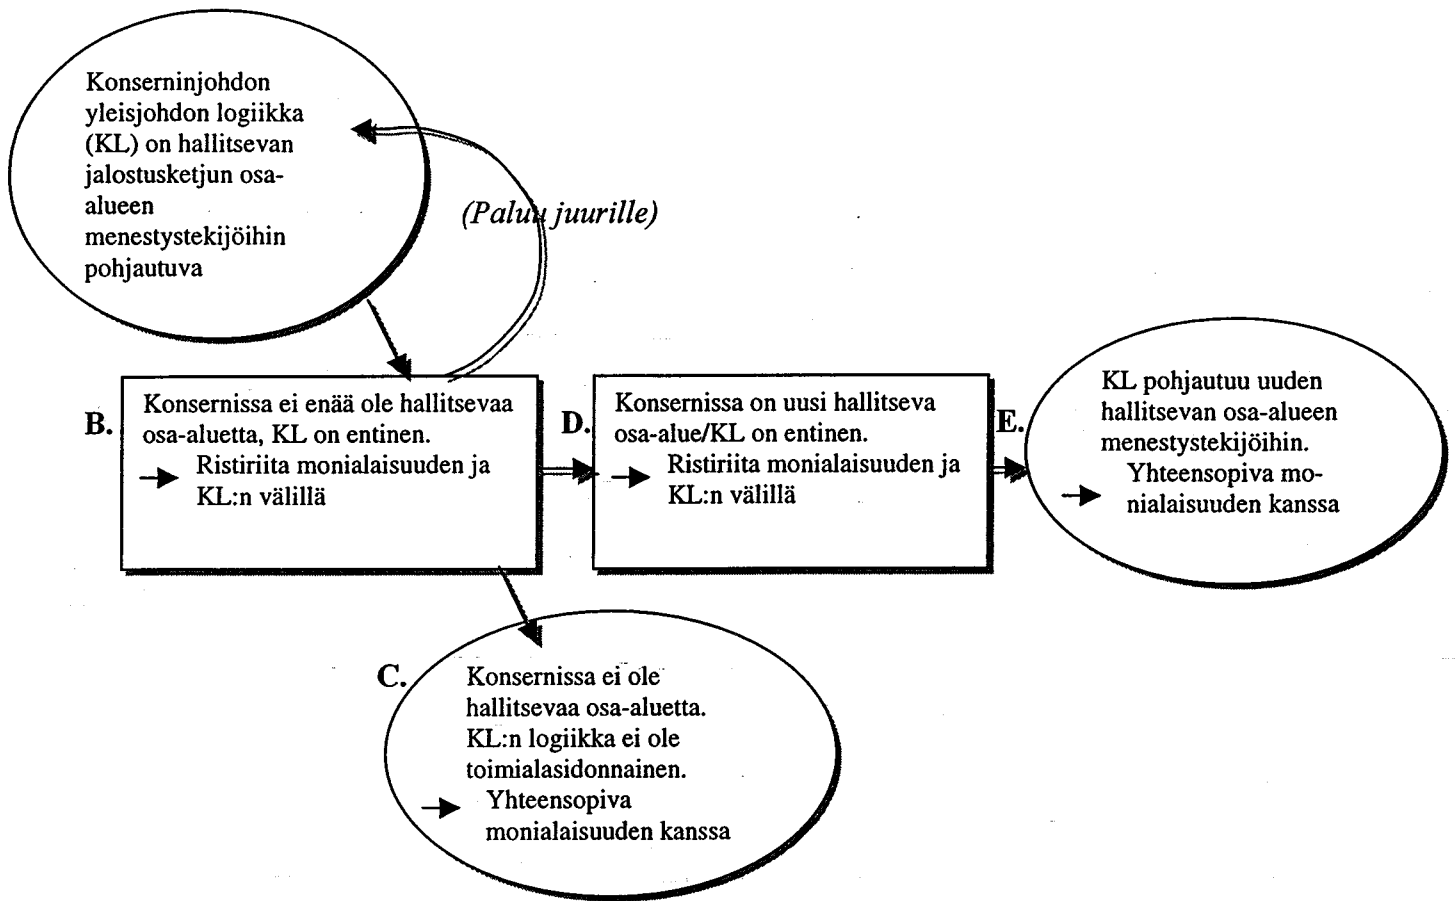 Konserninjohdon
yleisjohdon logiikka
(KL) on hallitsevan
jalostusketjun osa-
alueen
menestystekijöihin
pohjautuva
(Paluu juurille)
B.
Konsernissa ei enää ole hallitsevaa
osa-aluetta, KL on entinen.
Ristiriita monialaisuuden ja
KL:n välillä
D.
Konsernissa on uusi hallitseva
osa-alue/KL on entinen.
Ristiriita monialaisuuden ja
KL:n välillä
E.
KL pohjautuu uuden
hallitsevan osa-alueen
menestystekijöihin.
Yhteensopiva mo-
nialaisuuden kanssa
C.
Konsernissa ei ole
hallitsevaa osa-aluetta.
KL:n logiikka ei ole
toimialasidonnainen.
Yhteensopiva
monialaisuuden kanssa